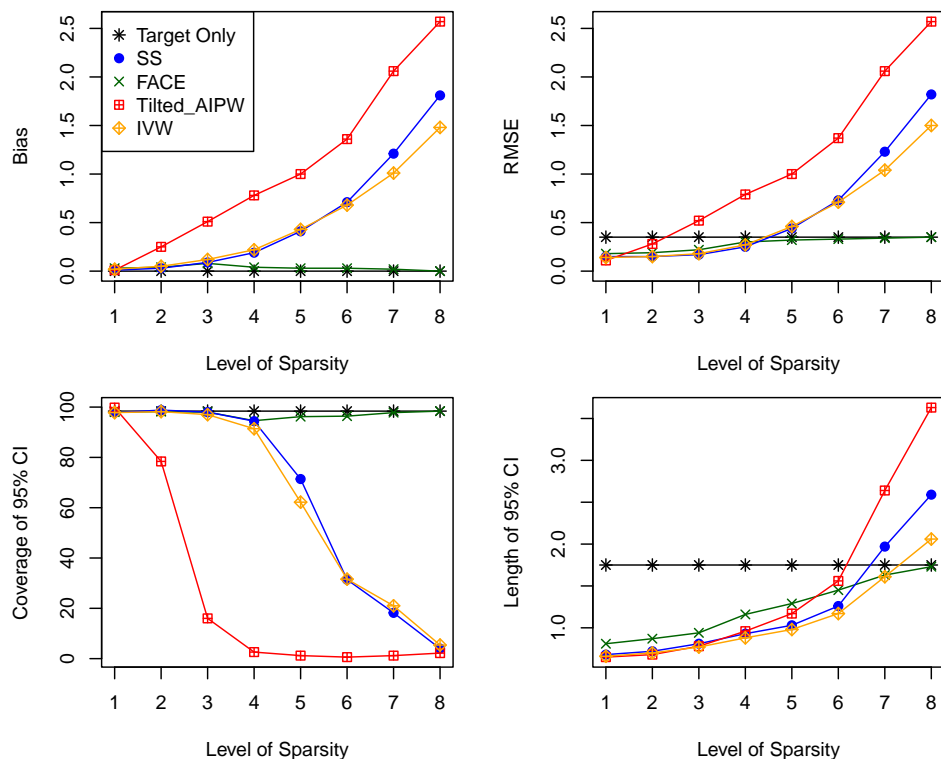 Bias
0.0 0.5 1.0 1.5 2.0 2.5
Target Only
SS
FACE
Tilted_AIPW
IVW
1 2 3 4 5 6 7 8
Level of Sparsity
RMSE
0.0 0.5 1.0 1.5 2.0 2.5
1 2 3 4 5 6 7 8
Level of Sparsity
Coverage of 95% CI
0 20 40 60 80 100
1 2 3 4 5 6 7 8
Level of Sparsity
Length of 95% CI
1.0 2.0 3.0
1 2 3 4 5 6 7 8
Level of Sparsity